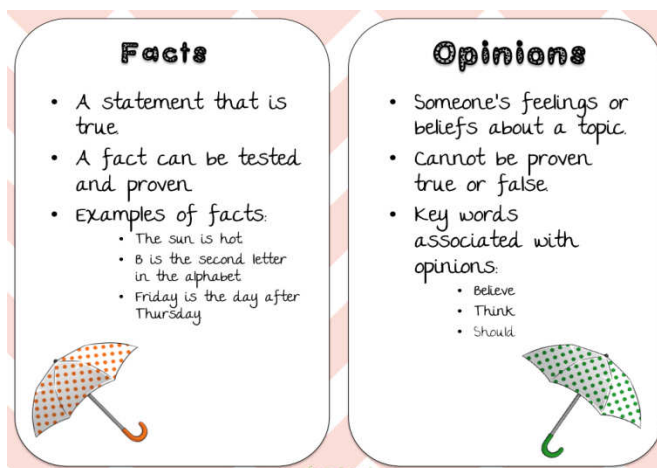 Facts
• A statement that is
true.
• A fact can be tested
and proven
• Examples of facts:
• The sun is hot
• B is the second letter
in the alphabet
• Friday is the day after
Thursday
Opinions
• Someone's feelings or
beliefs about a topic.
• Cannot be proven
true or false.
• Key words
associated with
opinions:
• Believe
• Think
• Should